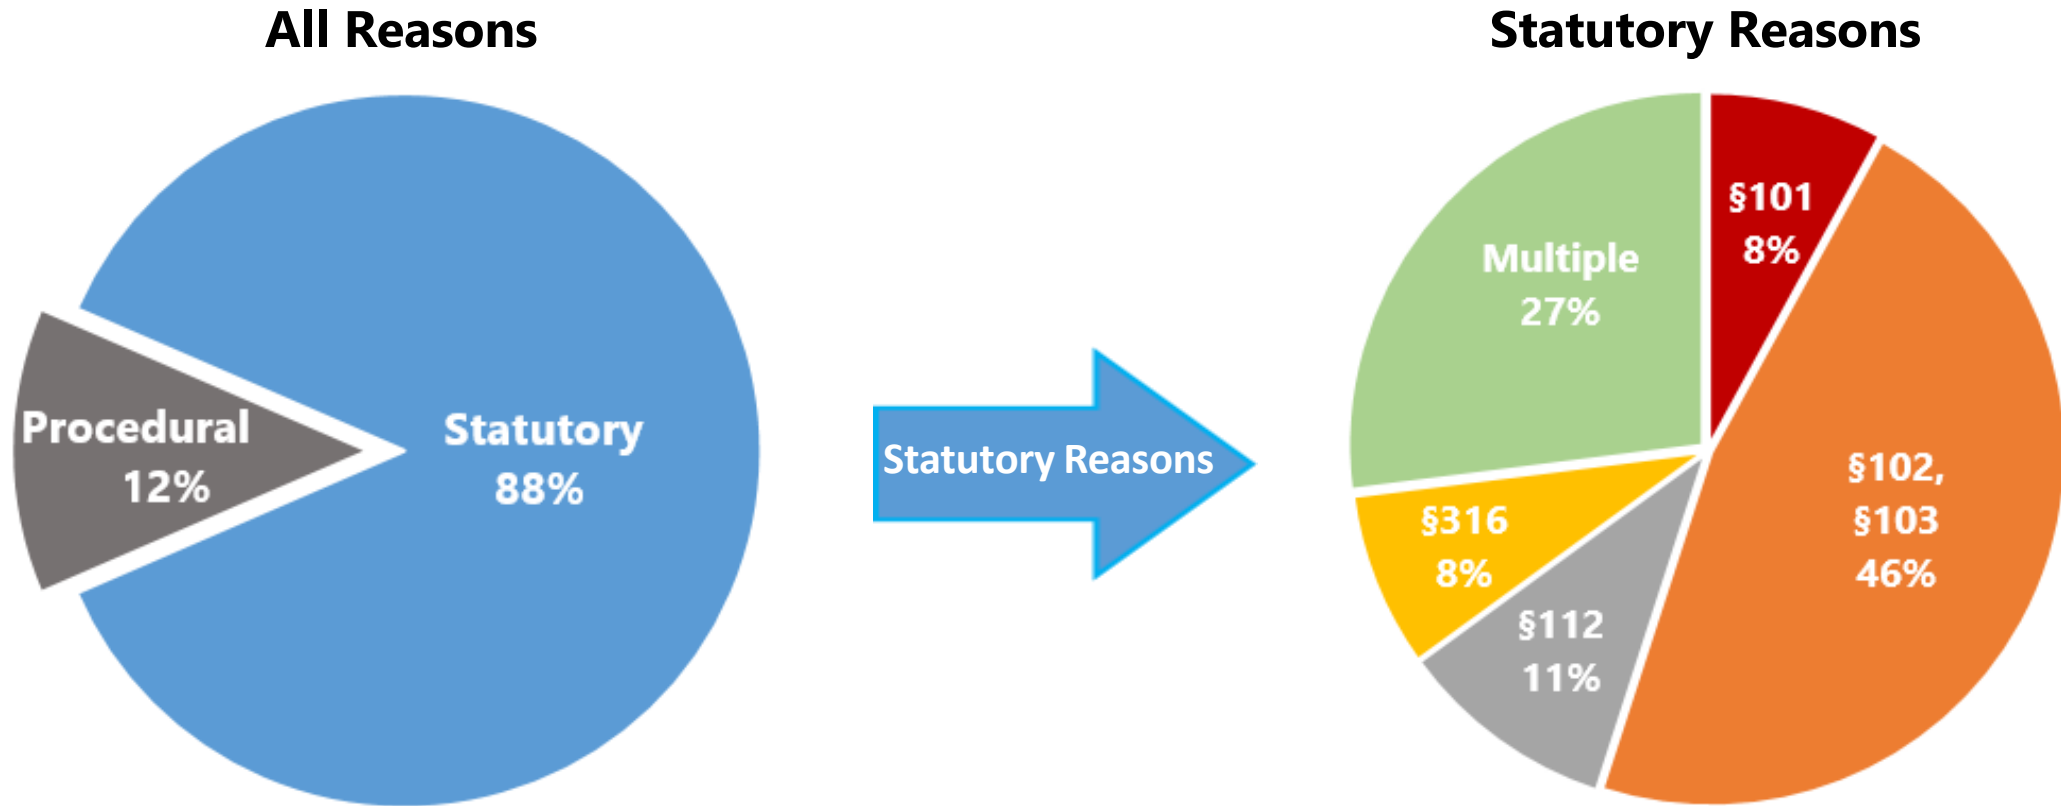 All Reasons
Procedural
12%
Statutory
88%
Statutory Reasons
Statutory Reasons
§101
8%
§102,
§103
46%
§112
11%
§316
8%
Multiple
27%